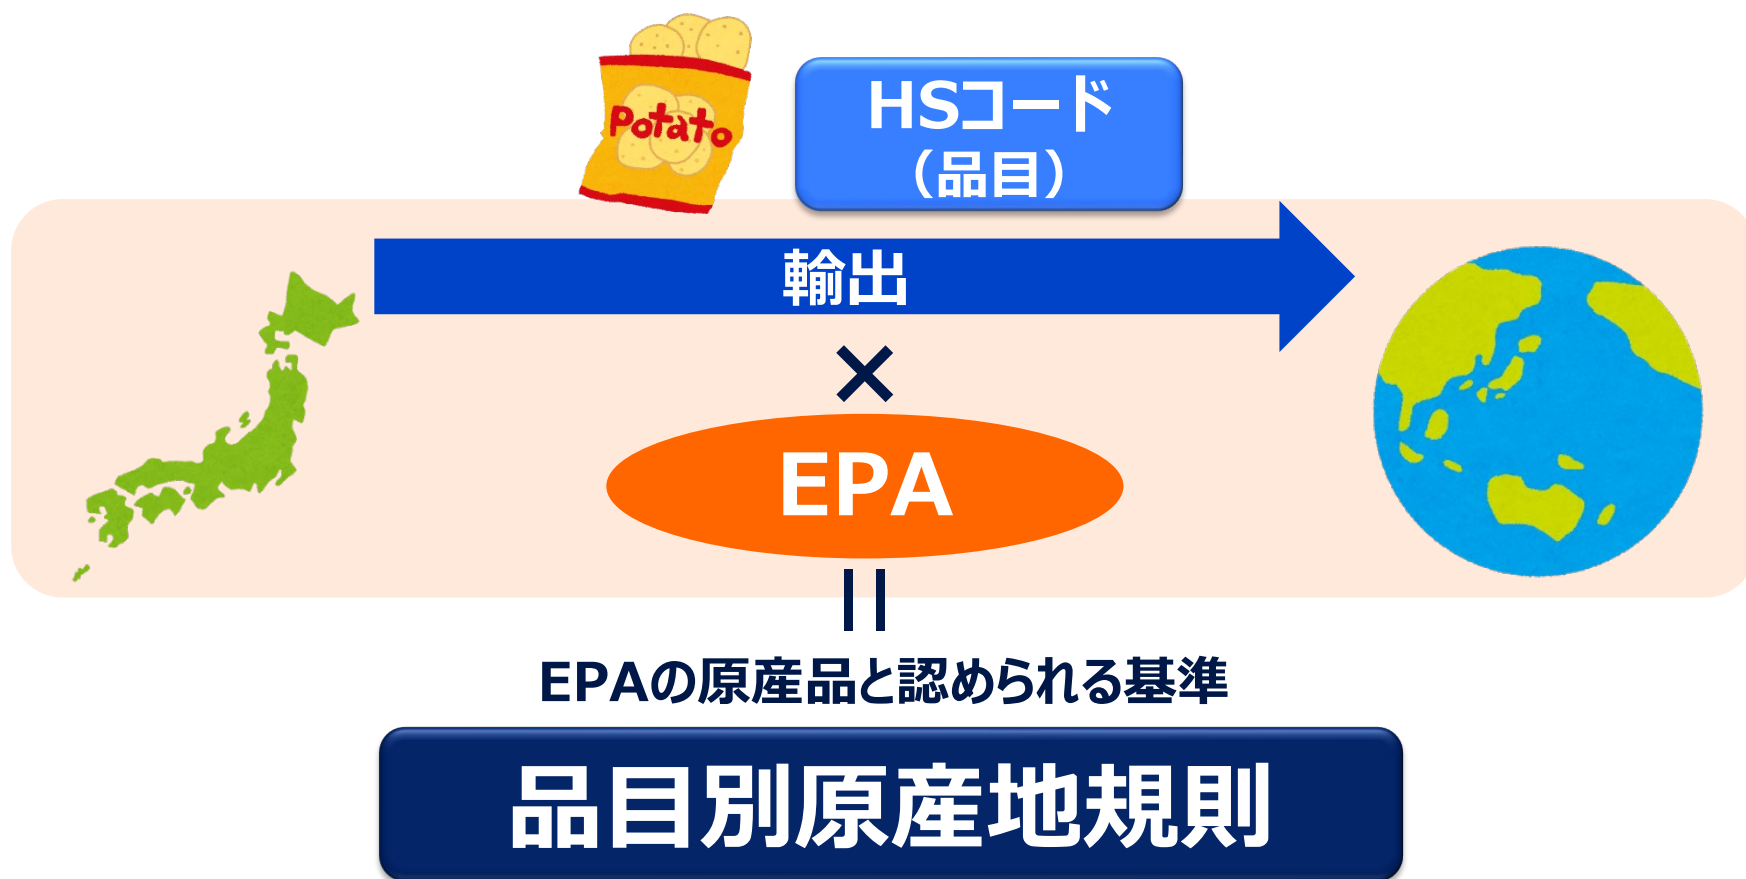 potato
HSコード
（品目）
輸出
×
EPA
=
EPAの原産品と認められる基準
品目別原産地規則